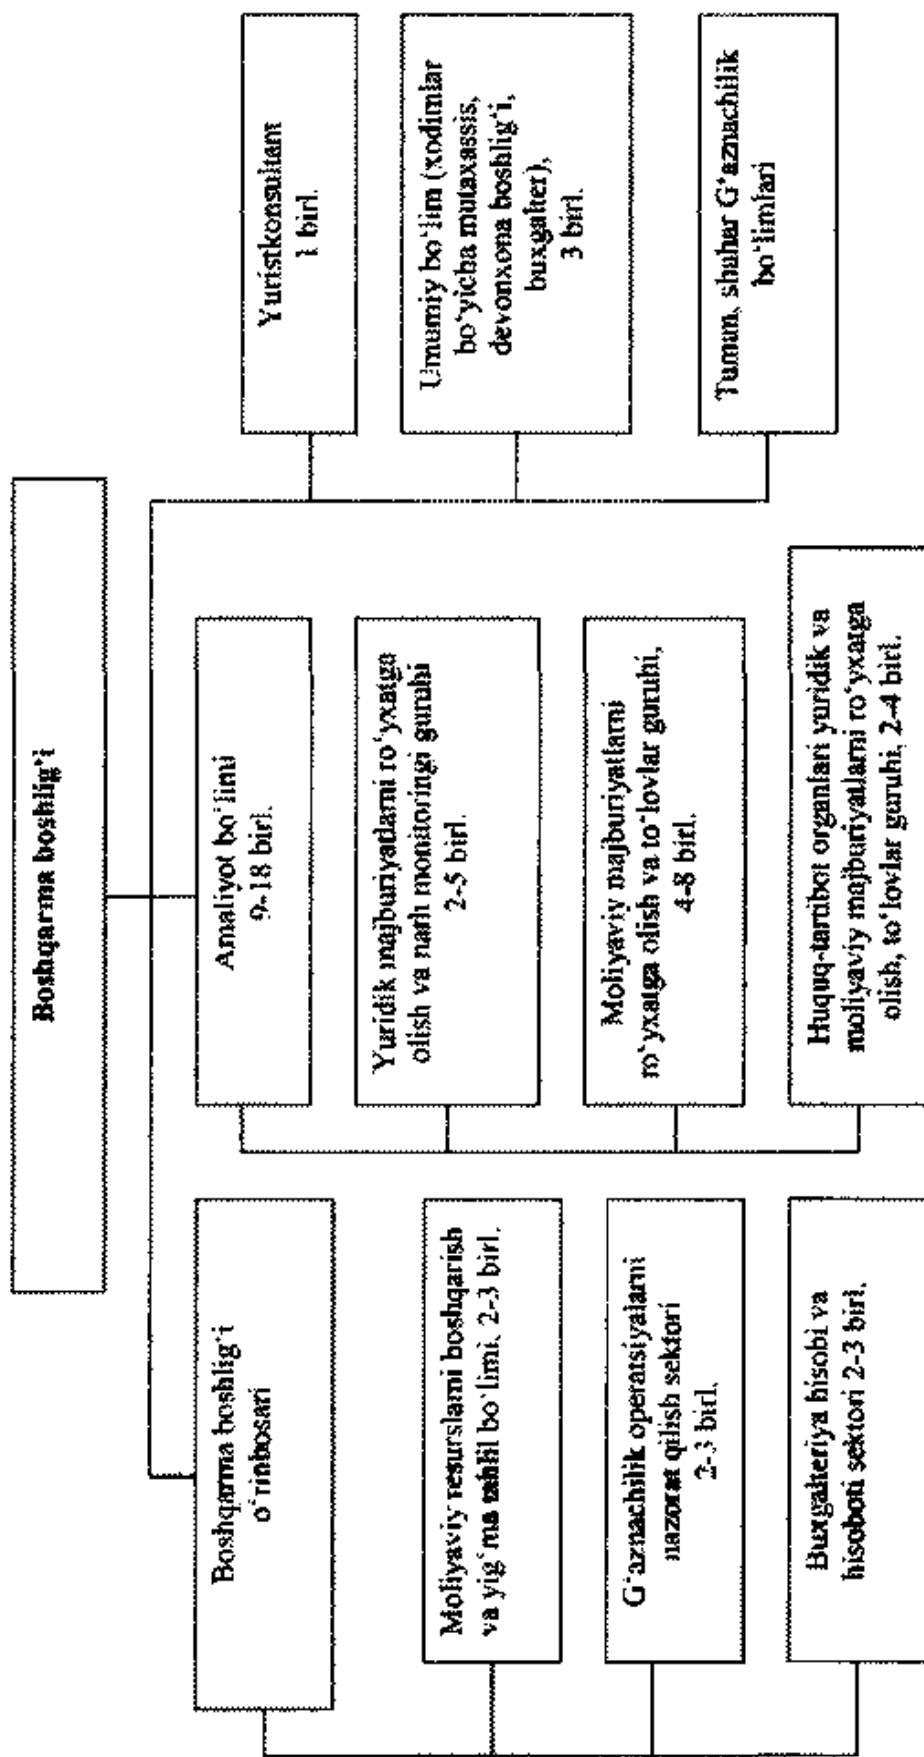 Boshqarma boshlig‘i
Boshqarma boshlig‘i
o‘rinbosari
Moliyaviy resurslarni boshqarish
va yig‘ma tahlil bo‘limi, 2-3 birl.
G‘aznachilik operatsiyalarni
nazorat qilish sektori
2-3 birl.
Buxgalteriya hisobi va
hisoboti sektori 2-3 birl.
Amaliyot bo‘limi
9-18 birl.
Yuridik majburiyatlarni ro‘yxatga
olish va narh monitoringi guruhi
2-5 birl.
Moliyaviy majburiyatlarni
ro‘yxatga olish va to‘lovlar guruhi,
4-8 birl.
Huquq-tartibot organlari yuridik va
moliyaviy majburiyatlarni ro‘yxatga
olish, to‘lovlar guruhi, 2-4 birl.
Yuristkonsultant
1 birl.
Umumiy bo‘lim (xodimlar
bo‘yicha mutaxassis,
devonxona boshlig‘i,
buxgalter),
3 birl.
Tuman, shahar G‘aznachilik
bo‘limlari